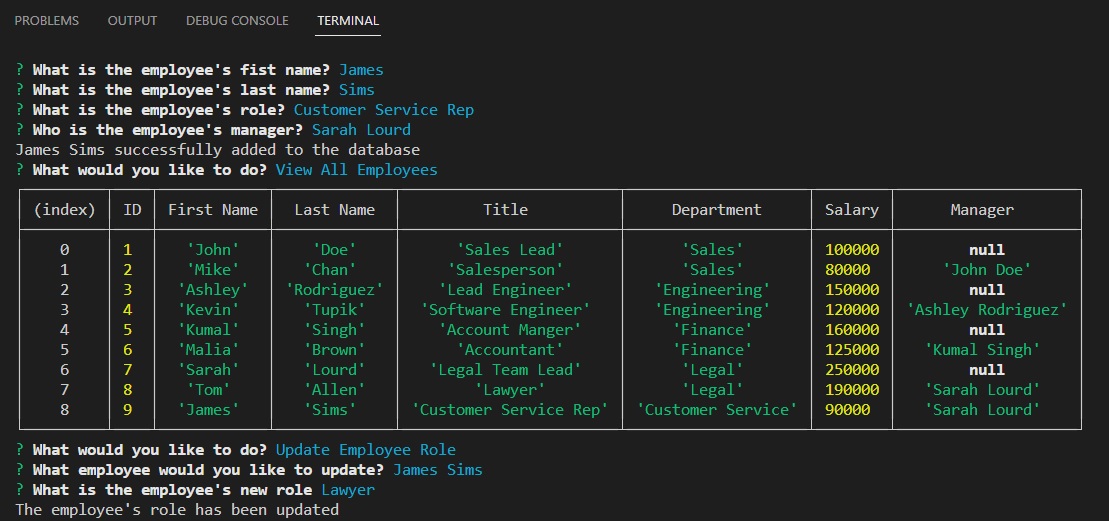 PROBLEMS OUTPUT DEBUG CONSOLE TERMINAL
? What is the employee's fist name? James
? What is the employee's last name? Sims
? What is the employee's role? Customer Service Rep
? Who is the employee's manager? Sarah Lourd
James Sims successfully added to the database
? What would you like to do? View All Employees
(index) ID First Name Last Name Title Department Salary Manager
0 1 'John' 'Doe' 'Sales Lead' 'Sales' 100000 null
1 2 'Mike' 'Chan' 'Salesperson' 'Sales' 80000 'John Doe'
2 3 'Ashley' 'Rodriguez' 'Lead Engineer' 'Engineering' 150000 null
3 4 'Kevin' 'Tupik' 'Software Engineer' 'Engineering' 120000 'Ashley Rodriguez'
4 5 'Kumal' 'Singh' 'Account Manger' 'Finance' 160000 null
5 6 'Malia' 'Brown' 'Accountant' 'Finance' 125000 'Kumal Singh'
6 7 'Sarah' 'Lourd' 'Legal Team Lead' 'Legal' 250000 null
7 8 'Tom' 'Allen' 'Lawyer' 'Legal' 190000 'Sarah Lourd'
8 9 'James' 'Sims' 'Customer Service Rep' 'Customer Service' 90000 'Sarah Lourd'
? What would you like to do? Update Employee Role
? What employee would you like to update? James Sims
? What is the employee's new role Lawyer
The employee's role has been updated